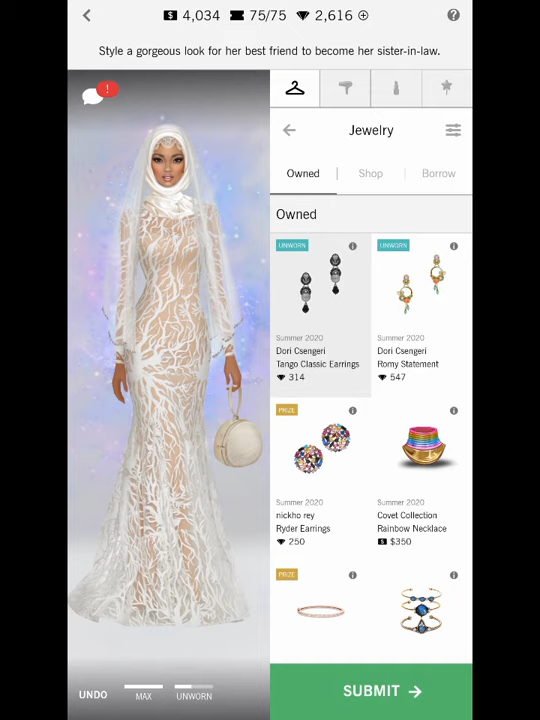 4,034 75/75 2,616
Style a gorgeous look for her best friend to become her sister-in-law.
!
Jewelry
Owned Shop Borrow
Owned
UNWORN
Summer 2020
Dori Csengeri
Tango Classic Earrings
314
UNWORN
Summer 2020
Dori Csengeri
Romy Statement
547
PRIZE
Summer 2020
nickho rey
Ryder Earrings
250
Summer 2020
Covet Collection
Rainbow Necklace
$350
PRIZE
UNDO MAX UNWORN
SUBMIT